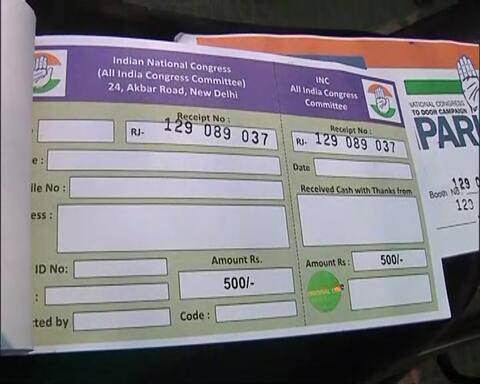 Indian National Congress
(All India Congress Committee)
24, Akbar Road, New Delhi
Receipt No :
RJ- 129 089 037
e :
ile No :
ess :
ID No:
Amount Rs.
500/-
:
ted by
Code :
INC
All India Congress
Committee
Receipt No :
RJ- 129 089 037
Date
Received Cash with Thanks from
Amount Rs : 500/-
NATIONAL CONGRESS
TO DOOR CAMPAIGN
PAR
Booth No. 129 0
120